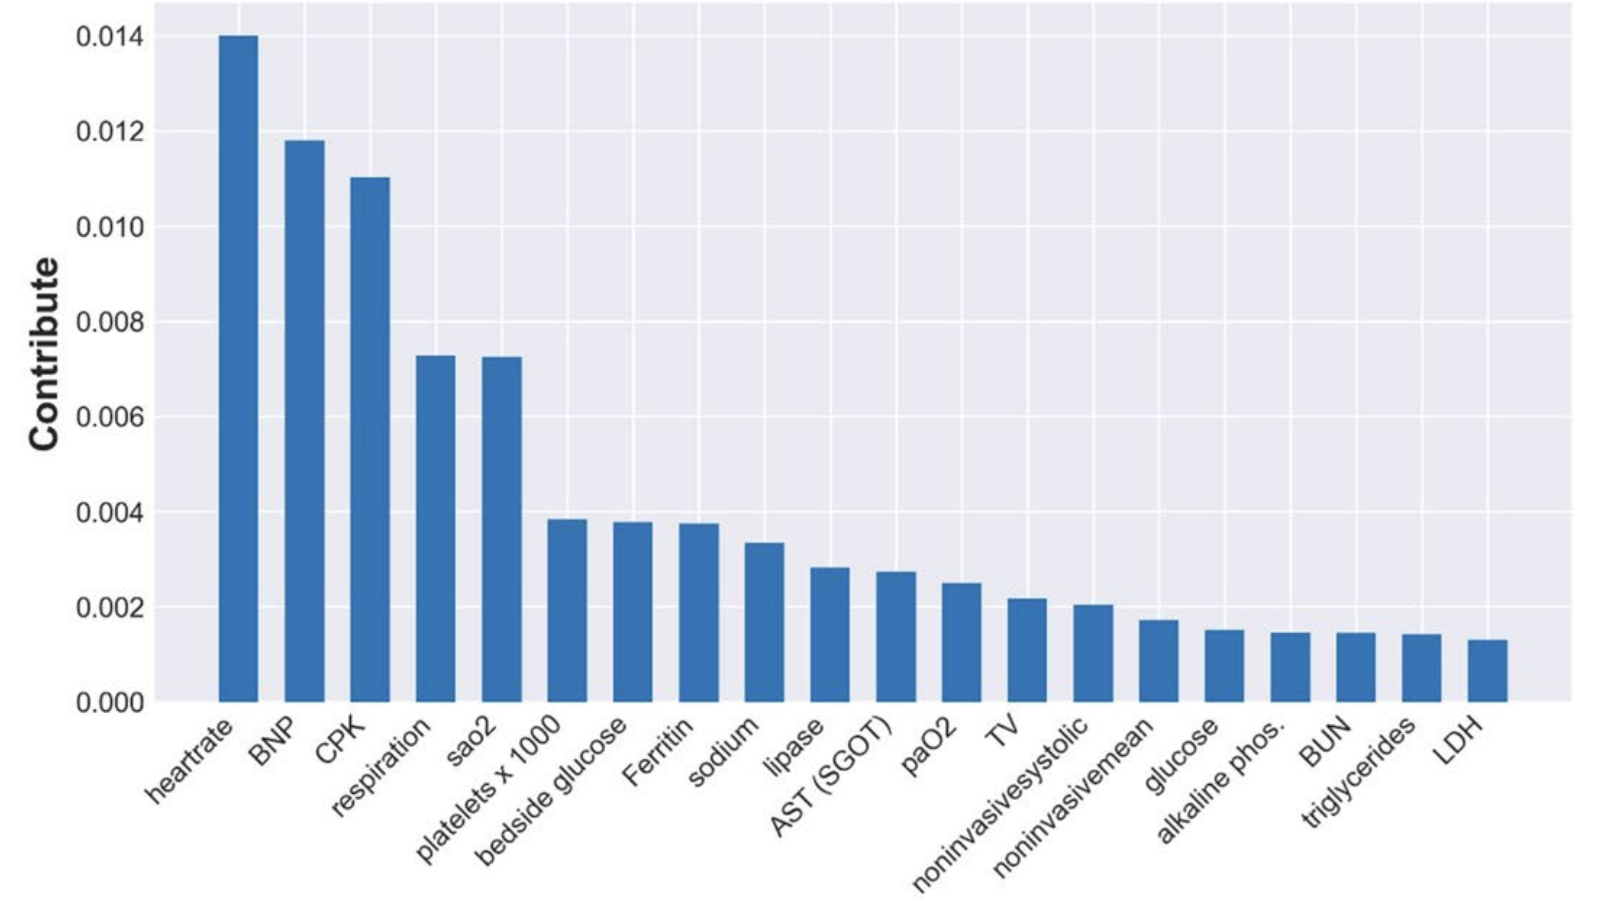 Contribute
0.014
0.012
0.010
0.008
0.006
0.004
0.002
0.000
heartrate
BNP
CPK
respiration
sao2
platelets x 1000
bedside glucose
Ferritin
sodium
lipase
AST (SGOT)
paO2
TV
noninvasivesystolic
noninvasivemean
glucose
alkaline phos.
BUN
triglycerides
LDH